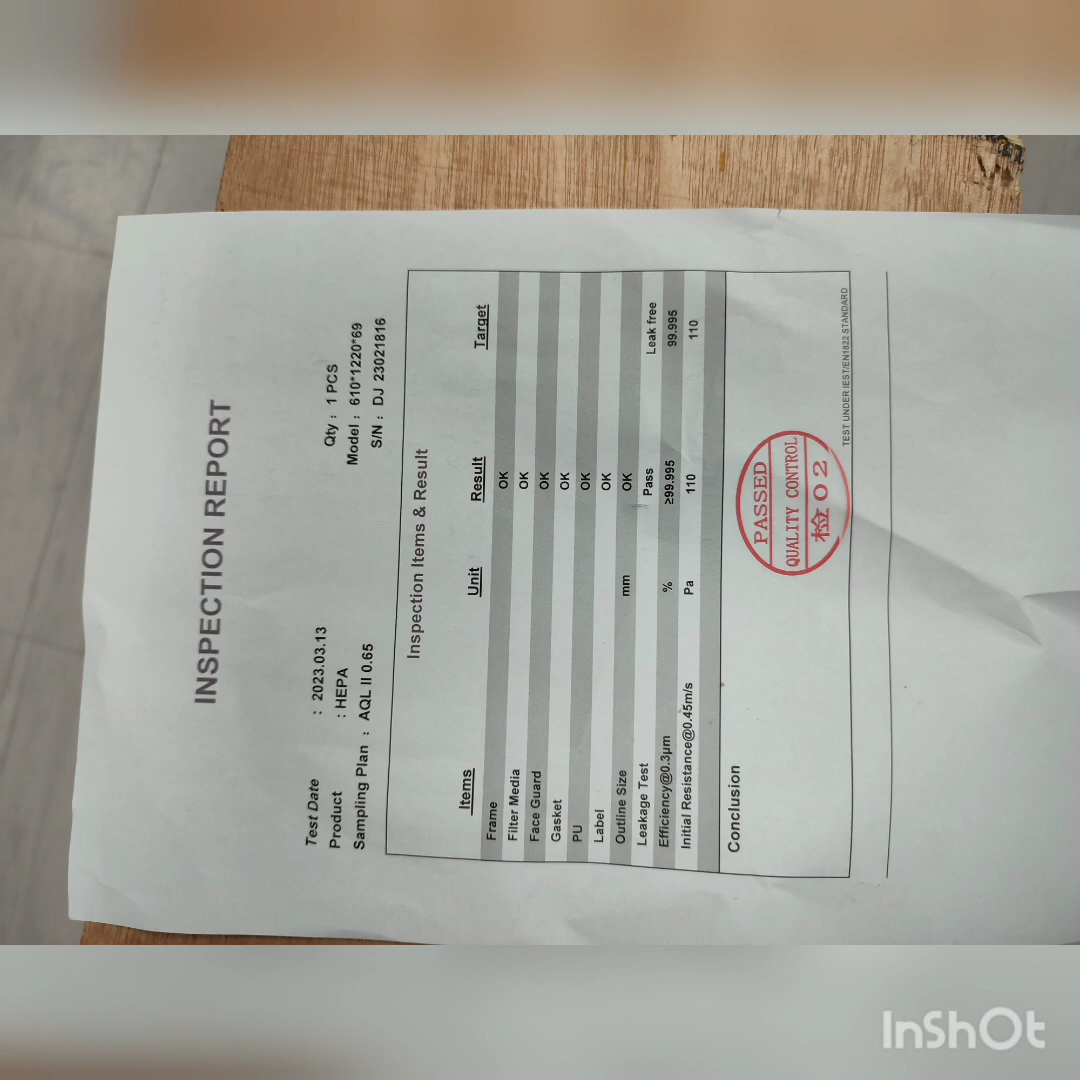 INSPECTION REPORT
Test Date : 2023.03.13 Qty : 1 PCS
Product : HEPA Model : 610*1220*69
Sampling Plan : AQL II 0.65 S/N : DJ 23021816
Inspection Items & Result
Items Unit Result Target
Frame OK
Filter Media OK
Face Guard OK
Gasket OK
PU OK
Label OK
Outline Size mm OK
Leakage Test Pass Leak free
Efficiency@0.3μm % ≥99.995 99.995
Initial Resistance@0.45m/s Pa 110 110
Conclusion
PASSED
QUALITY CONTROL
检02
TEST UNDER IEST/EN1822 STANDARD
InShOt